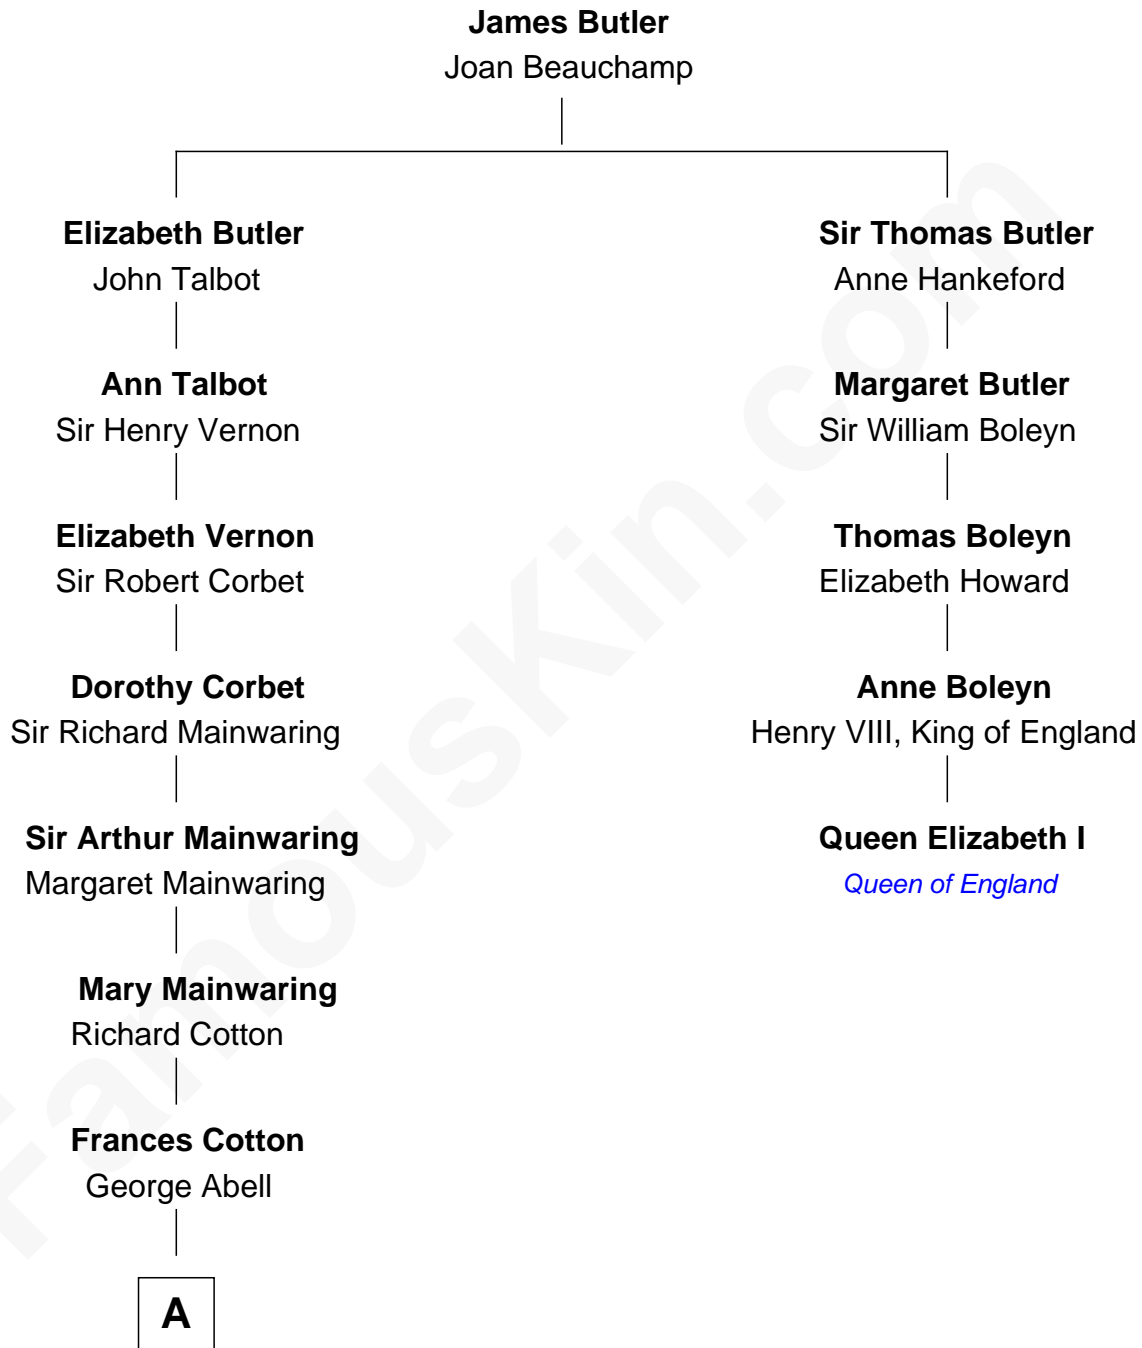 James Butler
Joan Beauchamp
Elizabeth Butler
John Talbot
Sir Thomas Butler
Anne Hankeford
Ann Talbot
Sir Henry Vernon
Margaret Butler
Sir William Boleyn
Elizabeth Vernon
Sir Robert Corbet
Thomas Boleyn
Elizabeth Howard
Dorothy Corbet
Sir Richard Mainwaring
Anne Boleyn
Henry VIII, King of England
Sir Arthur Mainwaring
Margaret Mainwaring
Queen Elizabeth I
Queen of England
Mary Mainwaring
Richard Cotton
Frances Cotton
George Abell
A
FamousKin.com